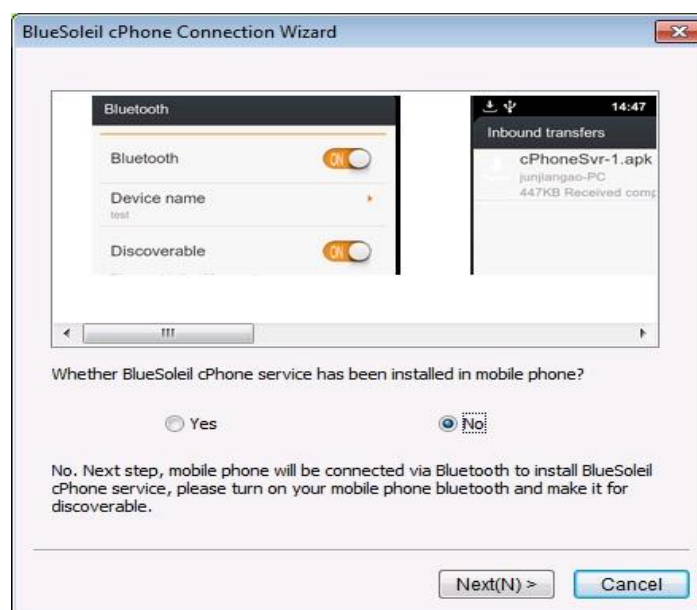 BlueSoleil cPhone Connection Wizard
Bluetooth
Bluetooth
ON
Device name
test
Discoverable
ON
14:47
Inbound transfers
cPhoneSvr-1.apk
junjiangao-PC
447KB Received comp
Whether BlueSoleil cPhone service has been installed in mobile phone?
Yes
No
No. Next step, mobile phone will be connected via Bluetooth to install BlueSoleil
cPhone service, please turn on your mobile phone bluetooth and make it for
discoverable.
Next(N) >
Cancel